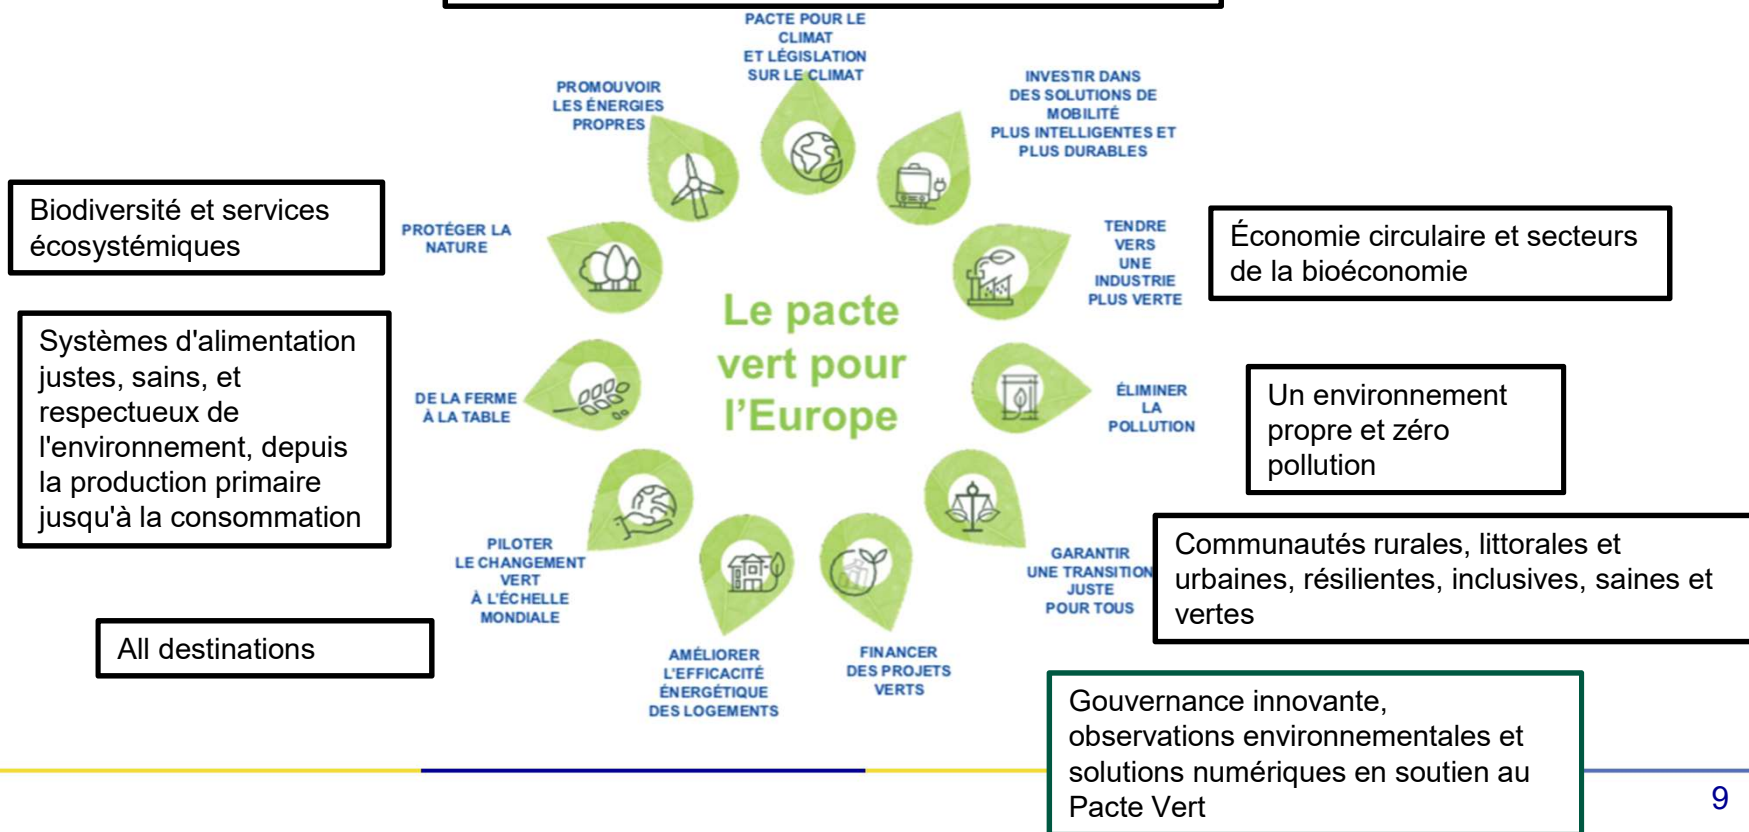 PACTE POUR LE
CLIMAT
ET LÉGISLATION
SUR LE CLIMAT
PROMOUVOIR
LES ÉNERGIES
PROPRES
INVESTIR DANS
DES SOLUTIONS DE
MOBILITÉ
PLUS INTELLIGENTES ET
PLUS DURABLES
Biodiversité et services
écosystémiques
PROTÉGER LA
NATURE
TENDRE
VERS
UNE
INDUSTRIE
PLUS VERTE
Économie circulaire et secteurs
de la bioéconomie
Le pacte
vert pour
l'Europe
Systèmes d'alimentation
justes, sains, et
respectueux de
l'environnement, depuis
la production primaire
jusqu'à la consommation
DE LA FERME
À LA TABLE
ÉLIMINER
LA
POLLUTION
Un environnement
propre et zéro
pollution
PILOTER
LE CHANGEMENT
VERT
À L'ÉCHELLE
MONDIALE
GARANTIR
UNE TRANSITION
JUSTE
POUR TOUS
Communautés rurales, littorales et
urbaines, résilientes, inclusives, saines et
vertes
All destinations
AMÉLIORER
L'EFFICACITÉ
ÉNERGÉTIQUE
DES LOGEMENTS
FINANCER
DES PROJETS
VERTS
Gouvernance innovante,
observations environnementales et
solutions numériques en soutien au
Pacte Vert
9